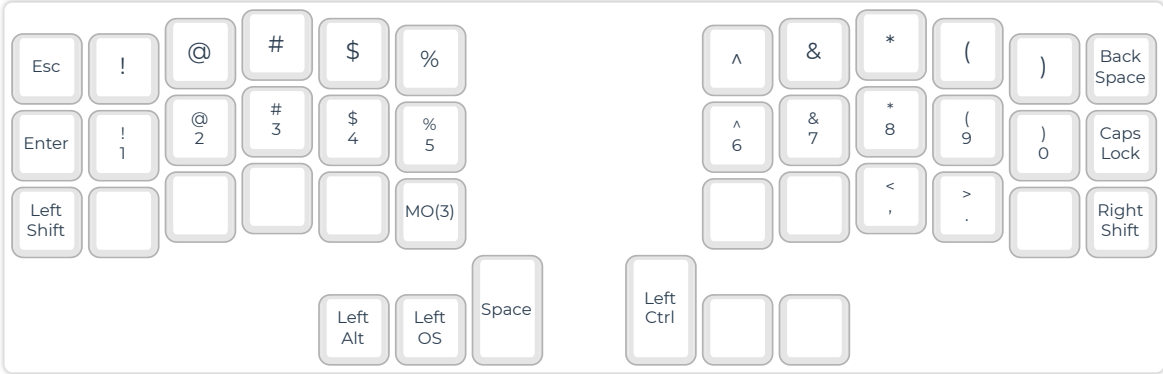 Esc
!
@
#
$
%
^
&
*
(
)
Back
Space
Enter
!
1
@
2
#
3
$
4
%
5
^
6
&
7
*
8
(
9
)
0
Caps
Lock
Left
Shift
MO(3)
<
,
>
.
Right
Shift
Left
Alt
Left
OS
Space
Left
Ctrl